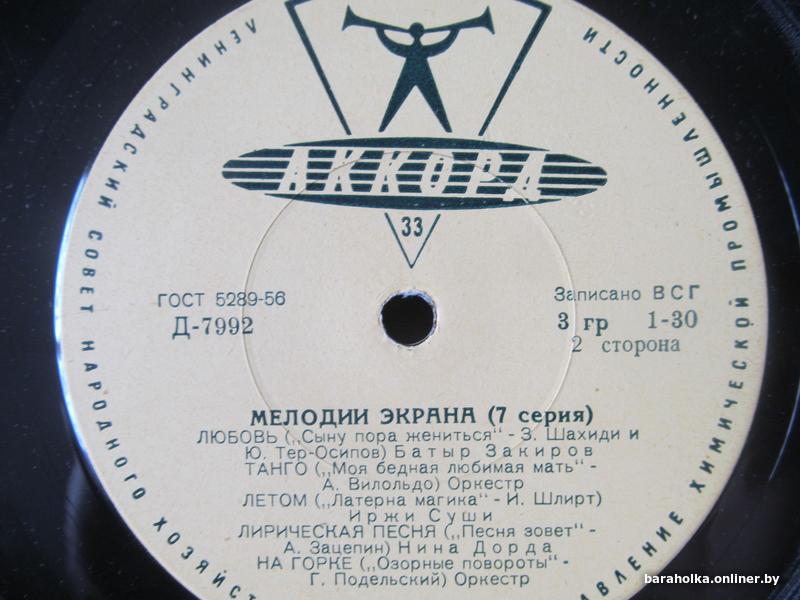 ЛЕНИНГРАДСКИЙ СОВЕТ НАРОДНОГО ХОЗЯЙСТ
АВЛЕНИЕ ХИМИЧЕСКОЙ ПРОМЫШЛЕННОСТИ
АККОРД
33
ГОСТ 5289-56
Д-7992
Записано ВСГ
3 гр 1-30
2 сторона
МЕЛОДИИ ЭКРАНА (7 серия)
ЛЮБОВЬ („Сыну пора жениться“ - З. Шахиди и
Ю. Тер-Осипов) Батыр Закиров
ТАНГО („Моя бедная любимая мать“ -
А. Вилольдо) Оркестр
ЛЕТОМ („Латерна магика“ - И. Шлирт)
Иржи Суши
ЛИРИЧЕСКАЯ ПЕСНЯ („Песня зовет“ -
А. Зацепин) Нина Дорда
НА ГОРКЕ („Озорные повороты“ -
Г. Подельский) Оркестр
baraholka.onliner.by